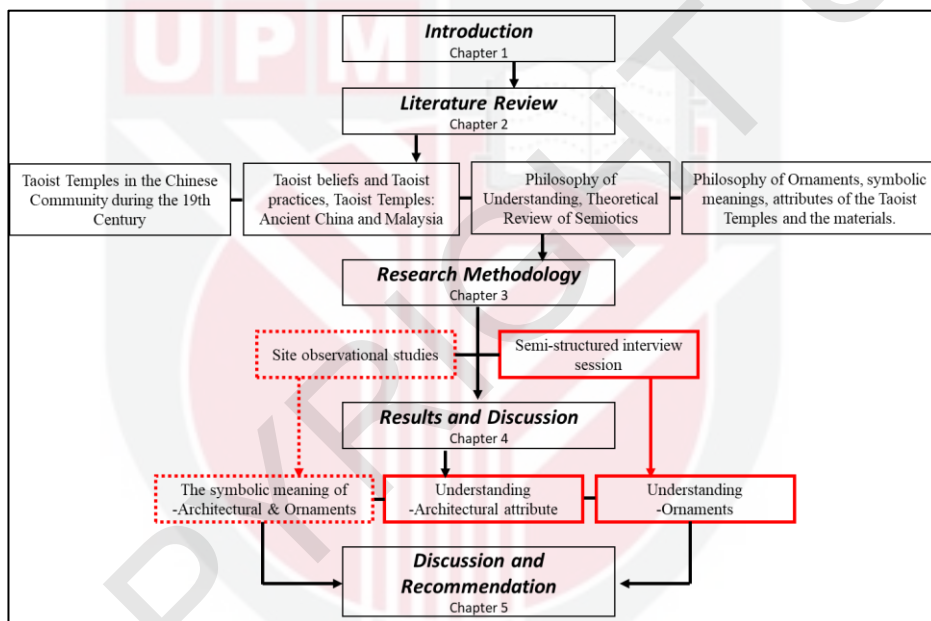 UPM
COPYRIGHT U
Introduction
Chapter 1
Literature Review
Chapter 2
Taoist Temples in the Chinese
Community during the 19th
Century
Taoist beliefs and Taoist
practices, Taoist Temples:
Ancient China and Malaysia
Philosophy of
Understanding, Theoretical
Review of Semiotics
Philosophy of Ornaments, symbolic
meanings, attributes of the Taoist
Temples and the materials.
Research Methodology
Chapter 3
Site observational studies
Semi-structured interview
session
Results and Discussion
Chapter 4
The symbolic meaning of
-Architectural & Ornaments
Understanding
-Architectural attribute
Understanding
-Ornaments
Discussion and
Recommendation
Chapter 5